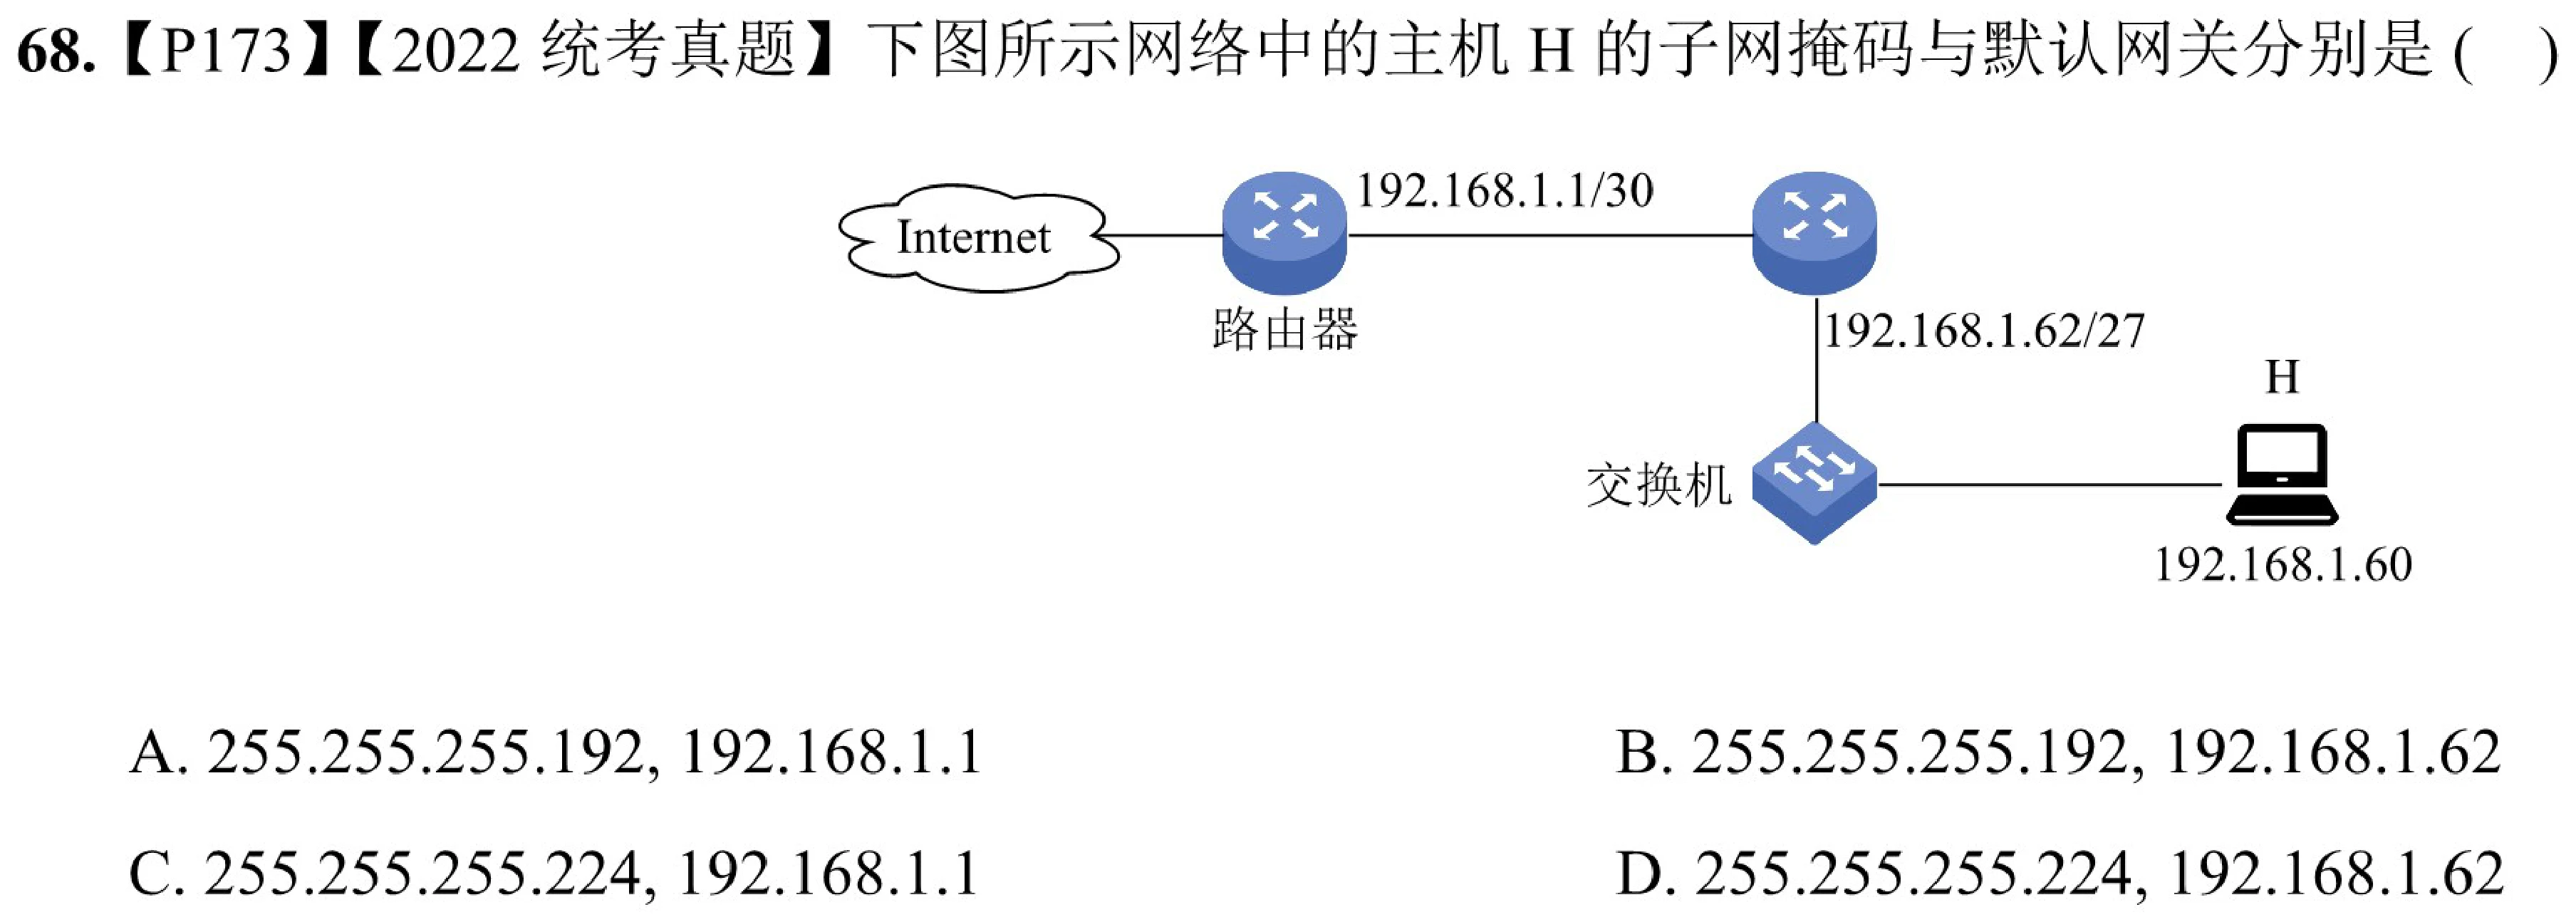 68.【P173】【2022 统考真题】下图所示网络中的主机 H 的子网掩码与默认网关分别是 (    )
192.168.1.1/30
Internet
路由器
192.168.1.62/27
H
交换机
192.168.1.60
A. 255.255.255.192, 192.168.1.1
B. 255.255.255.192, 192.168.1.62
C. 255.255.255.224, 192.168.1.1
D. 255.255.255.224, 192.168.1.62